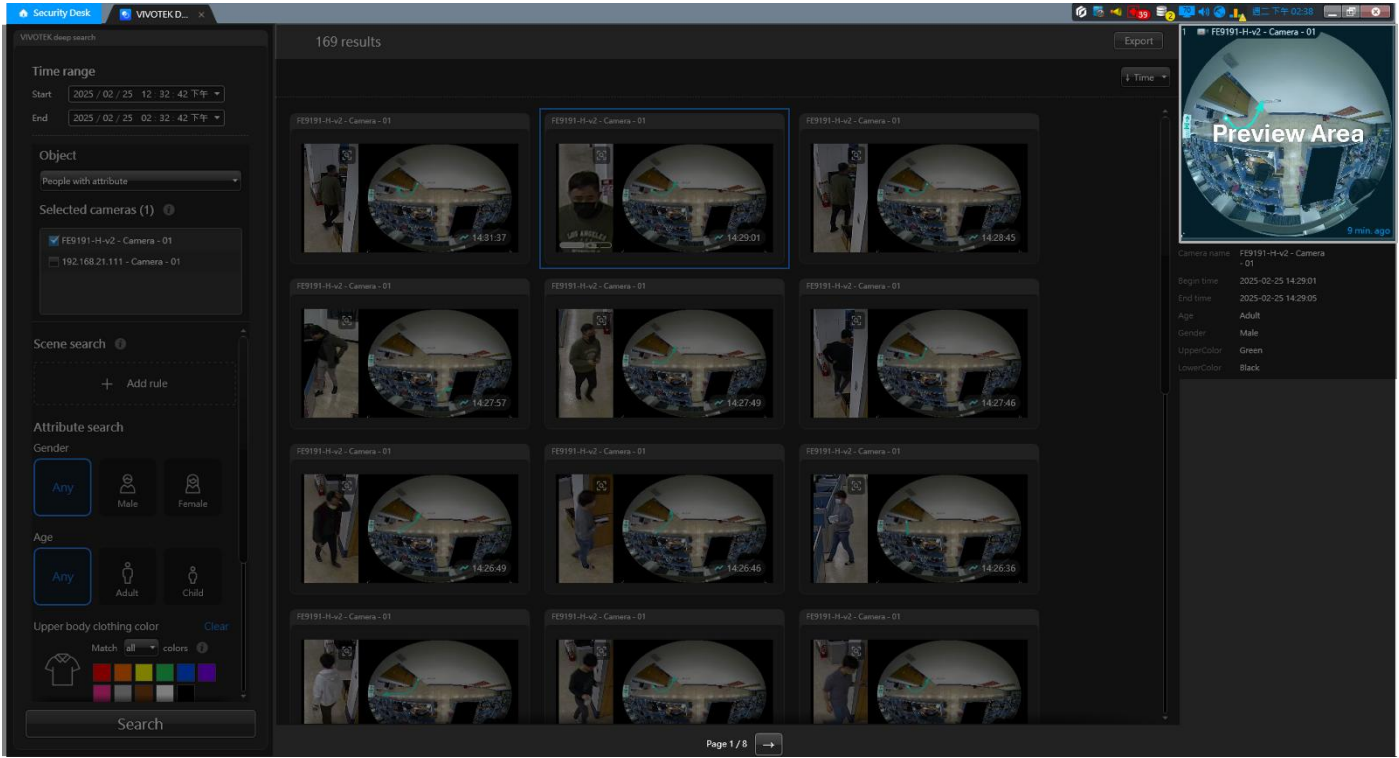 Security Desk
VIVOTEK D...
39
2
週二下午 02:38
VIVOTEK deep search
Time range
Start 2025 / 02 / 25 12 : 32 : 42 下午
End 2025 / 02 / 25 02 : 32 : 42 下午
Object
People with attribute
Selected cameras (1)
FE9191-H-v2 - Camera - 01
192.168.21.111 - Camera - 01
Scene search
+ Add rule
Attribute search
Gender
Any Male Female
Age
Any Adult Child
Upper body clothing color Clear
Match all colors
Search
169 results
Export
↓ Time
FE9191-H-v2 - Camera - 01
14:31:37
FE9191-H-v2 - Camera - 01
LOS ANGELES
14:29:01
FE9191-H-v2 - Camera - 01
14:28:45
FE9191-H-v2 - Camera - 01
14:27:57
FE9191-H-v2 - Camera - 01
14:27:49
FE9191-H-v2 - Camera - 01
14:27:46
FE9191-H-v2 - Camera - 01
14:26:49
FE9191-H-v2 - Camera - 01
14:26:46
FE9191-H-v2 - Camera - 01
14:26:36
FE9191-H-v2 - Camera - 01
FE9191-H-v2 - Camera - 01
FE9191-H-v2 - Camera - 01
Page 1 / 8 →
1 FE9191-H-v2 - Camera - 01
Preview Area
9 min. ago
Camera name FE9191-H-v2 - Camera
- 01
Begin time 2025-02-25 14:29:01
End time 2025-02-25 14:29:05
Age Adult
Gender Male
UpperColor Green
LowerColor Black